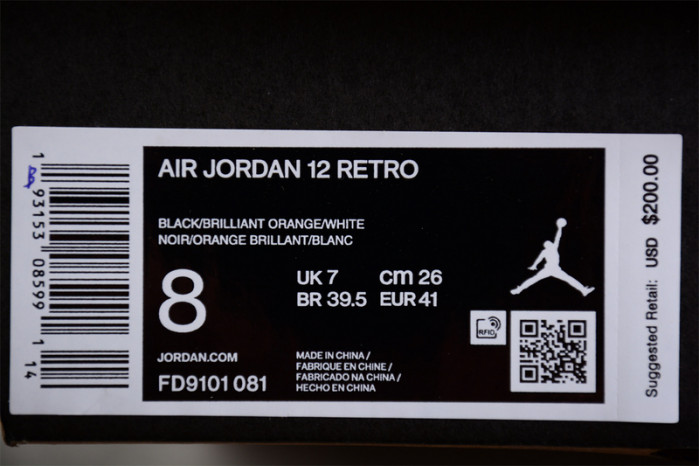 AIR JORDAN 12 RETRO
BLACK/BRILLIANT ORANGE/WHITE
NOIR/ORANGE BRILLANT/BLANC
8
UK 7 cm 26
BR 39.5 EUR 41
JORDAN.COM
FD9101 081
MADE IN CHINA /
FABRIQUE EN CHINE /
FABRICADO NA CHINA /
HECHO EN CHINA
RFID
1 93153 08599 1 14
Suggested Retail: USD $200.00